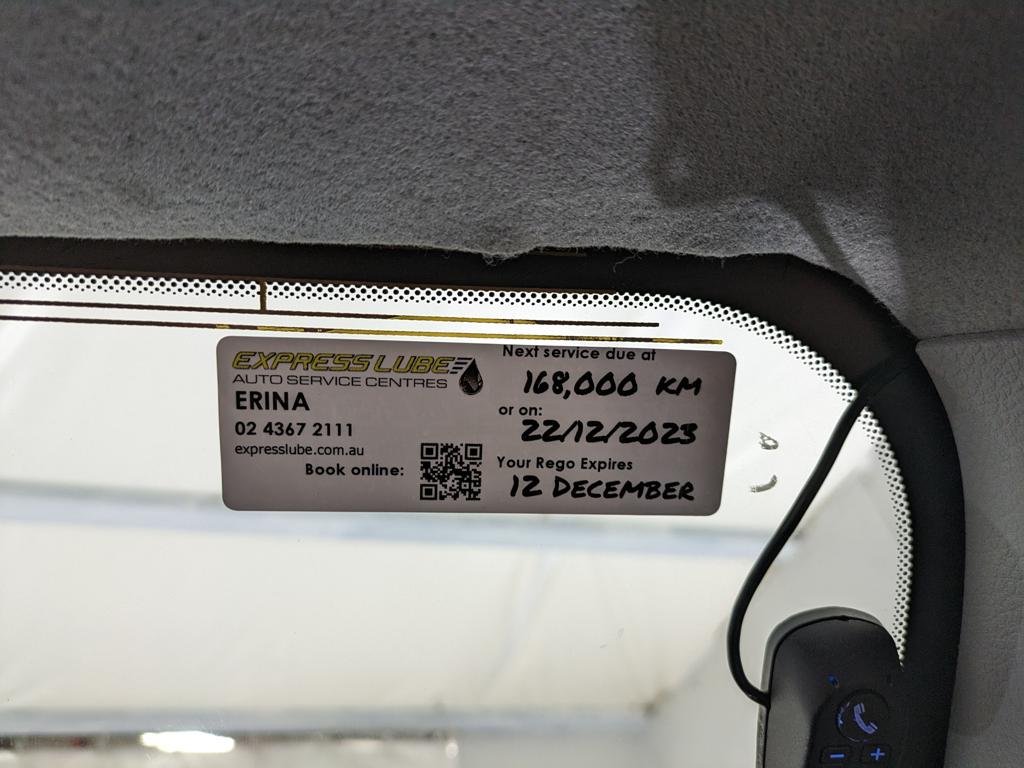 EXPRESS LUBE
AUTO SERVICE CENTRES
ERINA
02 4367 2111
expresslube.com.au
Book online:
Next service due at
168,000 KM
or on:
22/12/2023
Your Rego Expires
12 DECEMBER